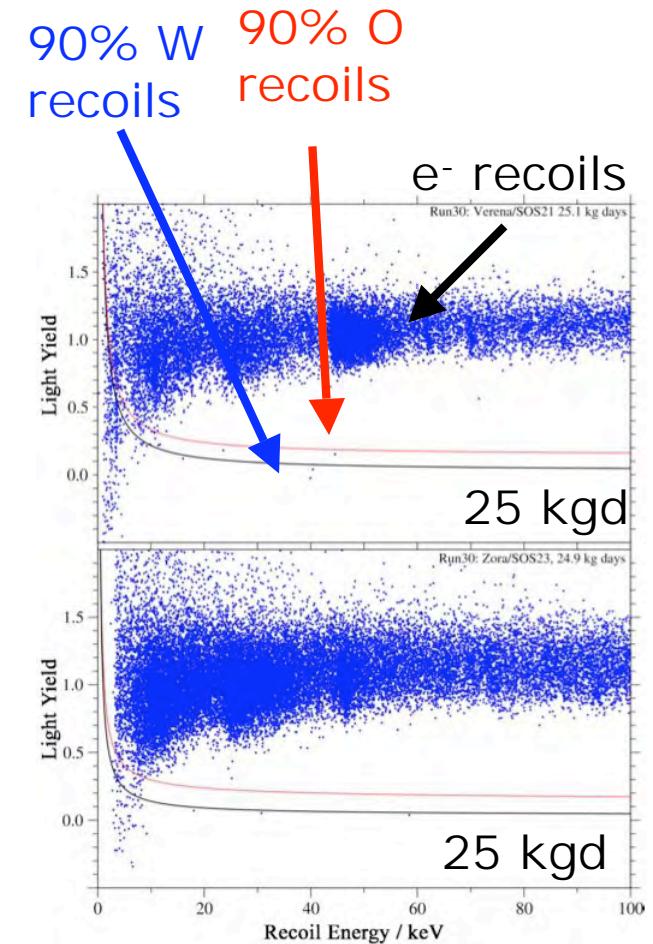 90% W
recoils
90% O
recoils
e- recoils
Run30: Verena/SOS21 25.1 kg days
1.5
1.0
0.5
0.0
Light Yield
25 kgd
Run30: Zora/SOS23, 24.9 kg days
1.5
1.0
0.5
0.0
Light Yield
25 kgd
0 20 40 60 80 100
Recoil Energy / keV